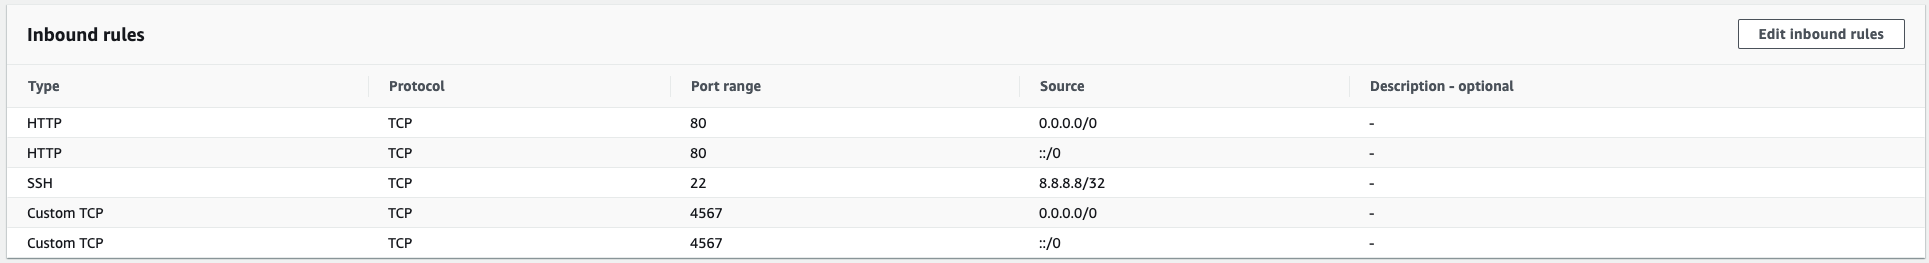 Inbound rules Edit inbound rules
Type Protocol Port range Source Description - optional
HTTP TCP 80 0.0.0.0/0 -
HTTP TCP 80 ::/0 -
SSH TCP 22 8.8.8.8/32 -
Custom TCP TCP 4567 0.0.0.0/0 -
Custom TCP TCP 4567 ::/0 -